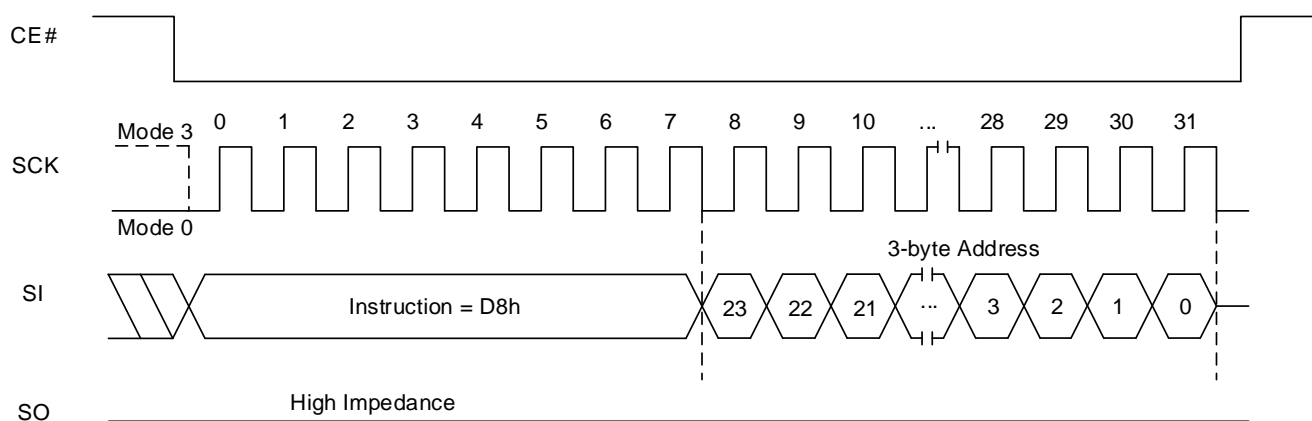 CE#
Mode 3
0 1 2 3 4 5 6 7 8 9 10 ... 28 29 30 31
SCK
Mode 0
3-byte Address
SI
Instruction = D8h
23 22 21 ... 3 2 1 0
High Impedance
SO